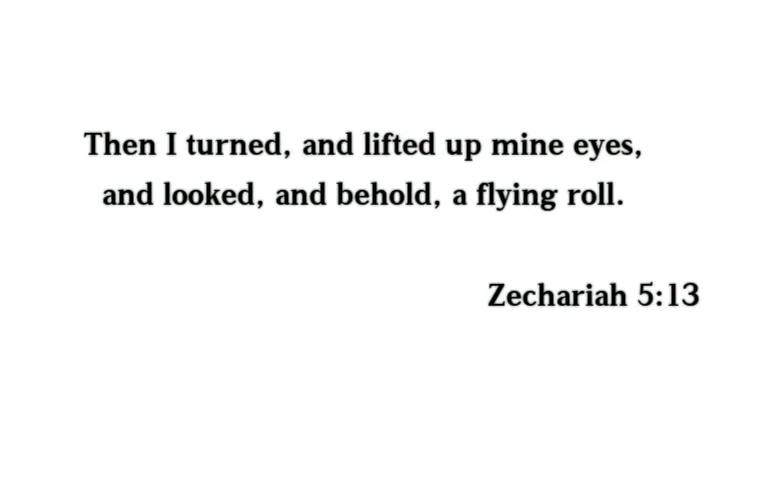 Then I turned, and lifted up mine eyes,
and looked, and behold, a flying roll.
Zechariah 5:13